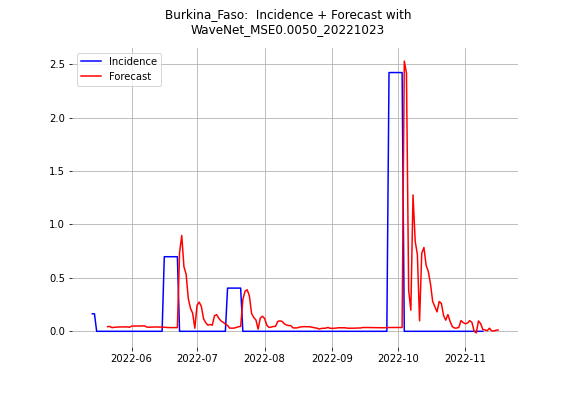 Burkina_Faso:  Incidence + Forecast with
WaveNet_MSE0.0050_20221023
Incidence
Forecast
2.5
2.0
1.5
1.0
0.5
0.0
2022-06 2022-07 2022-08 2022-09 2022-10 2022-11